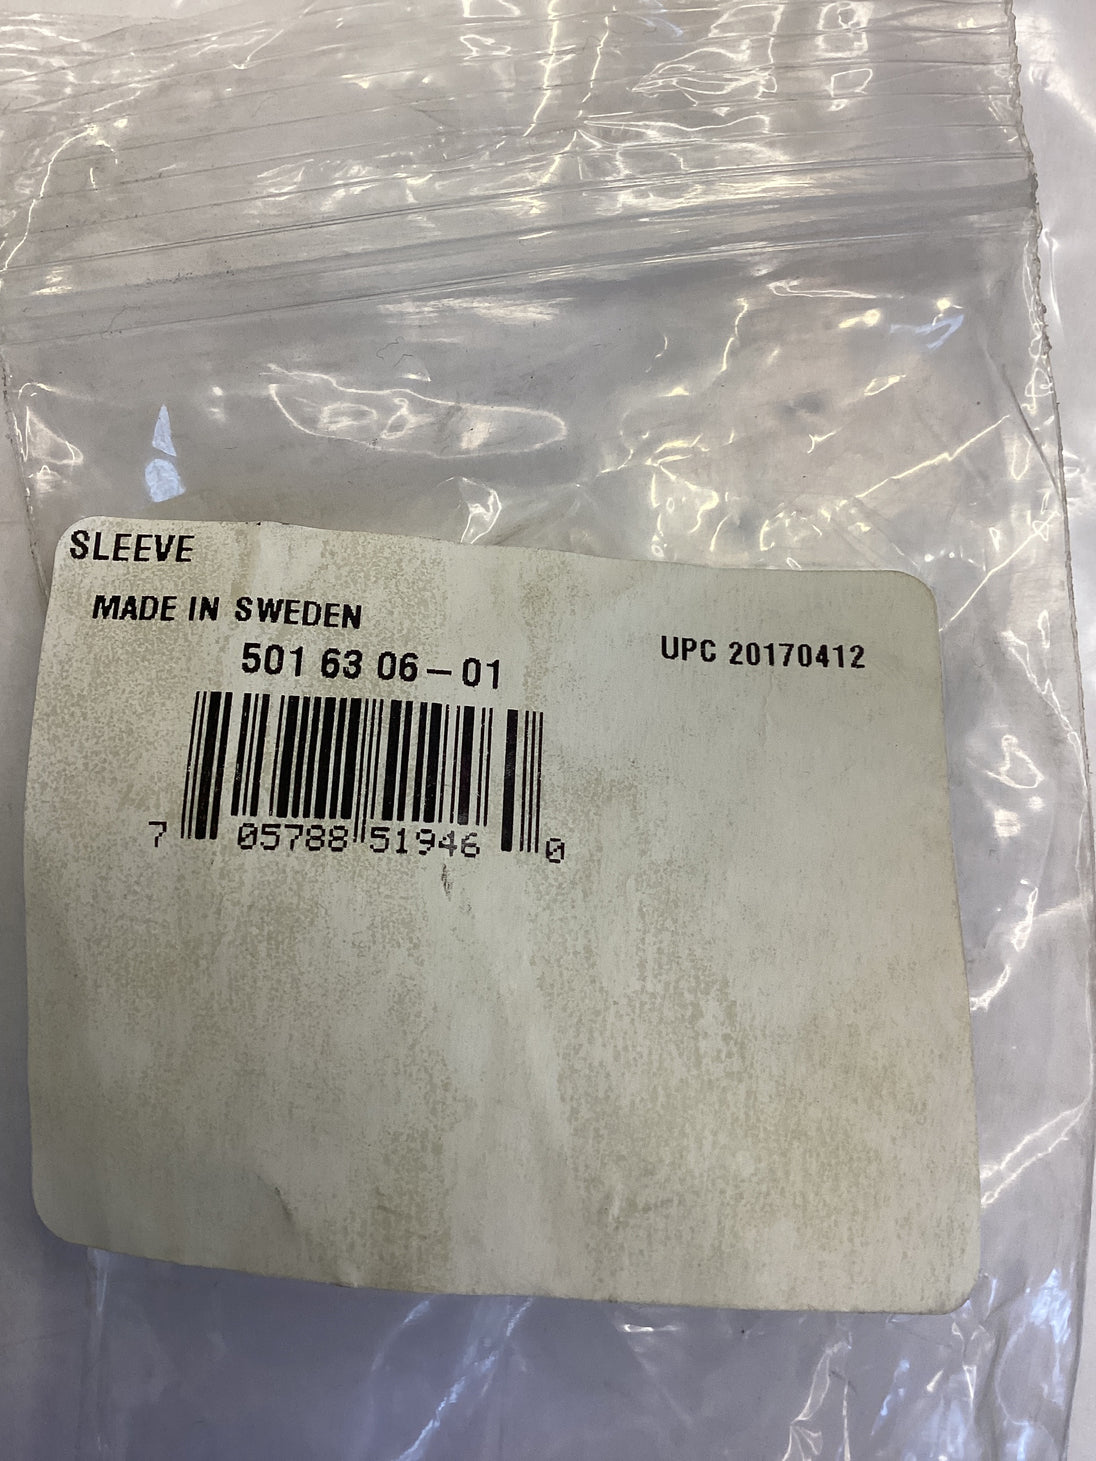 SLEEVE
MADE IN SWEDEN
501 63 06-01
UPC 20170412
7 05788 51946 0